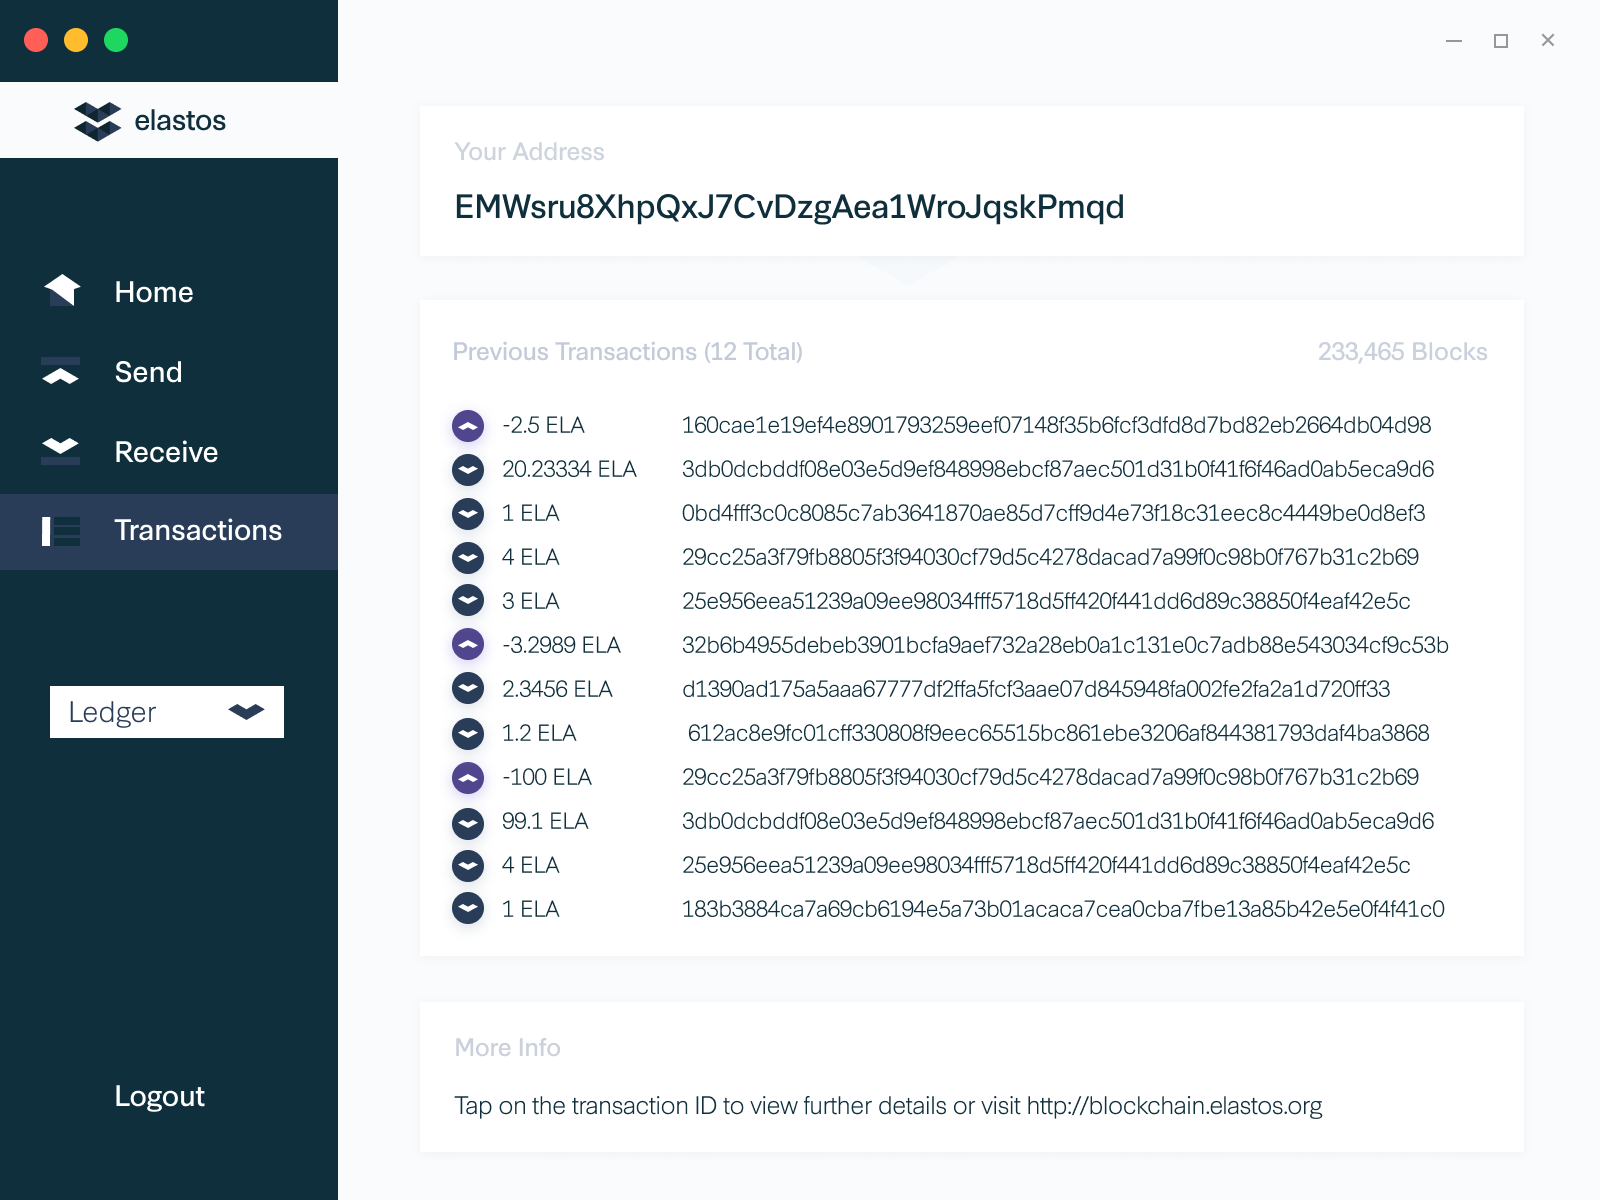 elastos
Home
Send
Receive
Transactions
Ledger
Logout
Your Address
EMWsru8XhpQxJ7CvDzgAea1WroJqskPmqd
Previous Transactions (12 Total) 233,465 Blocks
-2.5 ELA 160cae1e19ef4e8901793259eef07148f35b6fcf3dfd8d7bd82eb2664db04d98
20.23334 ELA 3db0dcbddf08e03e5d9ef848998ebcf87aec501d31b0f41f6f46ad0ab5eca9d6
1 ELA 0bd4fff3c0c8085c7ab3641870ae85d7cff9d4e73f18c31eec8c4449be0d8ef3
4 ELA 29cc25a3f79fb8805f3f94030cf79d5c4278dacad7a99f0c98b0f767b31c2b69
3 ELA 25e956eea51239a09ee98034fff5718d5ff420f441dd6d89c38850f4eaf42e5c
-3.2989 ELA 32b6b4955debeb3901bcfa9aef732a28eb0a1c131e0c7adb88e543034cf9c53b
2.3456 ELA d1390ad175a5aaa67777df2ffa5fcf3aae07d845948fa002fe2fa2a1d720ff33
1.2 ELA 612ac8e9fc01cff330808f9eec65515bc861ebe3206af844381793daf4ba3868
-100 ELA 29cc25a3f79fb8805f3f94030cf79d5c4278dacad7a99f0c98b0f767b31c2b69
99.1 ELA 3db0dcbddf08e03e5d9ef848998ebcf87aec501d31b0f41f6f46ad0ab5eca9d6
4 ELA 25e956eea51239a09ee98034fff5718d5ff420f441dd6d89c38850f4eaf42e5c
1 ELA 183b3884ca7a69cb6194e5a73b01acaca7cea0cba7fbe13a85b42e5e0f4f41c0
More Info
Tap on the transaction ID to view further details or visit http://blockchain.elastos.org